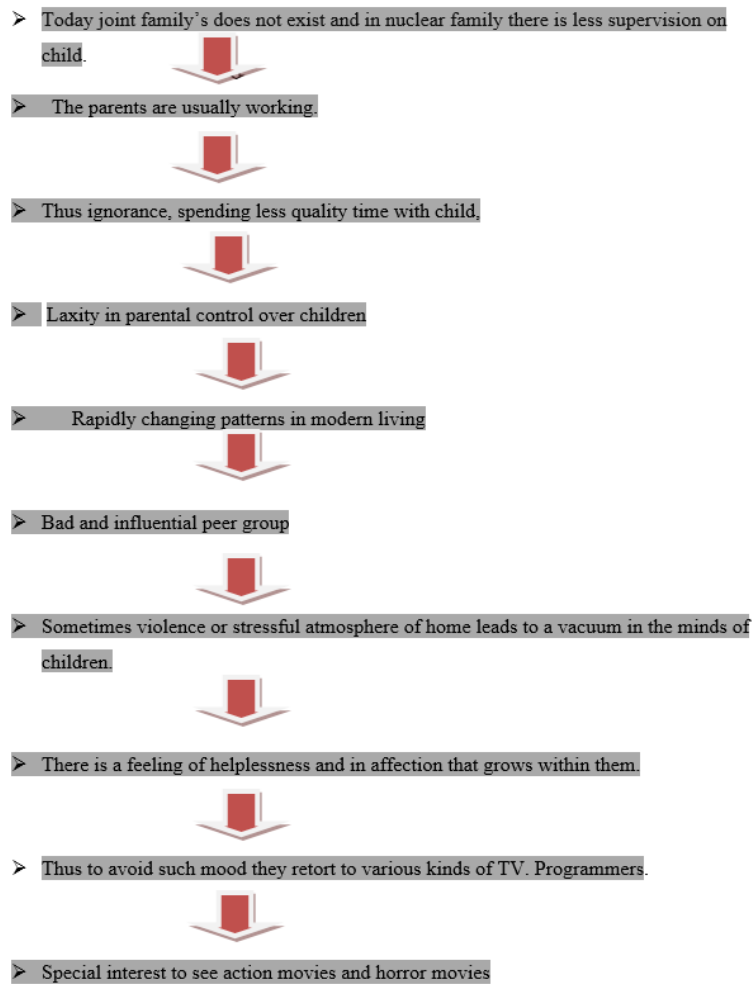 ➢ Today joint family’s does not exist and in nuclear family there is less supervision on
child.
➢ The parents are usually working.
➢ Thus ignorance, spending less quality time with child,
➢ Laxity in parental control over children
➢ Rapidly changing patterns in modern living
➢ Bad and influential peer group
➢ Sometimes violence or stressful atmosphere of home leads to a vacuum in the minds of
children.
➢ There is a feeling of helplessness and in affection that grows within them.
➢ Thus to avoid such mood they retort to various kinds of TV. Programmers.
➢ Special interest to see action movies and horror movies